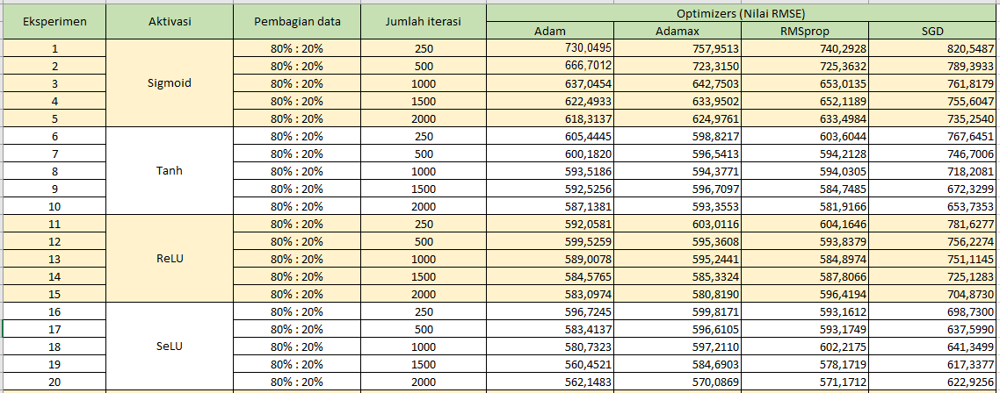 Eksperimen Aktivasi Pembagian data Jumlah iterasi Optimizers (Nilai RMSE)
Adam Adamax RMSprop SGD
1 80% : 20% 250 730,0495 757,9513 740,2928 820,5487
2 80% : 20% 500 666,7012 723,3150 725,3632 789,3933
3 Sigmoid 80% : 20% 1000 637,0454 642,7503 653,0135 761,8179
4 80% : 20% 1500 622,4933 633,9502 652,1189 755,6047
5 80% : 20% 2000 618,3137 624,9761 633,4984 735,2540
6 80% : 20% 250 605,4445 598,8217 603,6044 767,6451
7 80% : 20% 500 600,1820 596,5413 594,2128 746,7006
8 Tanh 80% : 20% 1000 593,5186 594,3771 594,0305 718,2081
9 80% : 20% 1500 592,5256 596,7097 584,7485 672,3299
10 80% : 20% 2000 587,1381 593,3553 581,9166 653,7353
11 80% : 20% 250 592,0581 603,0116 604,1646 781,6277
12 80% : 20% 500 599,5259 595,3608 593,8379 756,2274
13 ReLU 80% : 20% 1000 589,0078 595,2441 584,8974 751,1145
14 80% : 20% 1500 584,5765 585,3324 587,8066 725,1283
15 80% : 20% 2000 583,0974 580,8190 596,4194 704,8730
16 80% : 20% 250 596,7245 599,8171 593,1612 698,7300
17 80% : 20% 500 583,4137 596,6105 593,1749 637,5990
18 SeLU 80% : 20% 1000 580,7323 597,2110 602,2175 641,3499
19 80% : 20% 1500 560,4521 584,6903 578,1719 617,3377
20 80% : 20% 2000 562,1483 570,0869 571,1712 622,9256